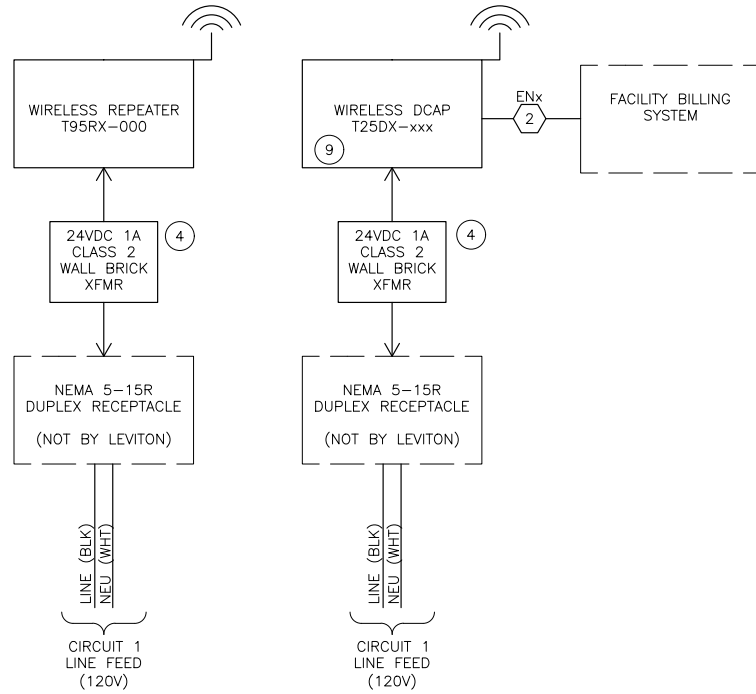 WIRELESS REPEATER
T95RX-000
WIRELESS DCAP
T25DX-xxx
9
ENx
2
FACILITY BILLING
SYSTEM
24VDC 1A
CLASS 2
WALL BRICK
XFMR
4
24VDC 1A
CLASS 2
WALL BRICK
XFMR
4
NEMA 5-15R
DUPLEX RECEPTACLE
(NOT BY LEVITON)
NEMA 5-15R
DUPLEX RECEPTACLE
(NOT BY LEVITON)
LINE (BLK)
NEU (WHT)
LINE (BLK)
NEU (WHT)
CIRCUIT 1
LINE FEED
(120V)
CIRCUIT 1
LINE FEED
(120V)